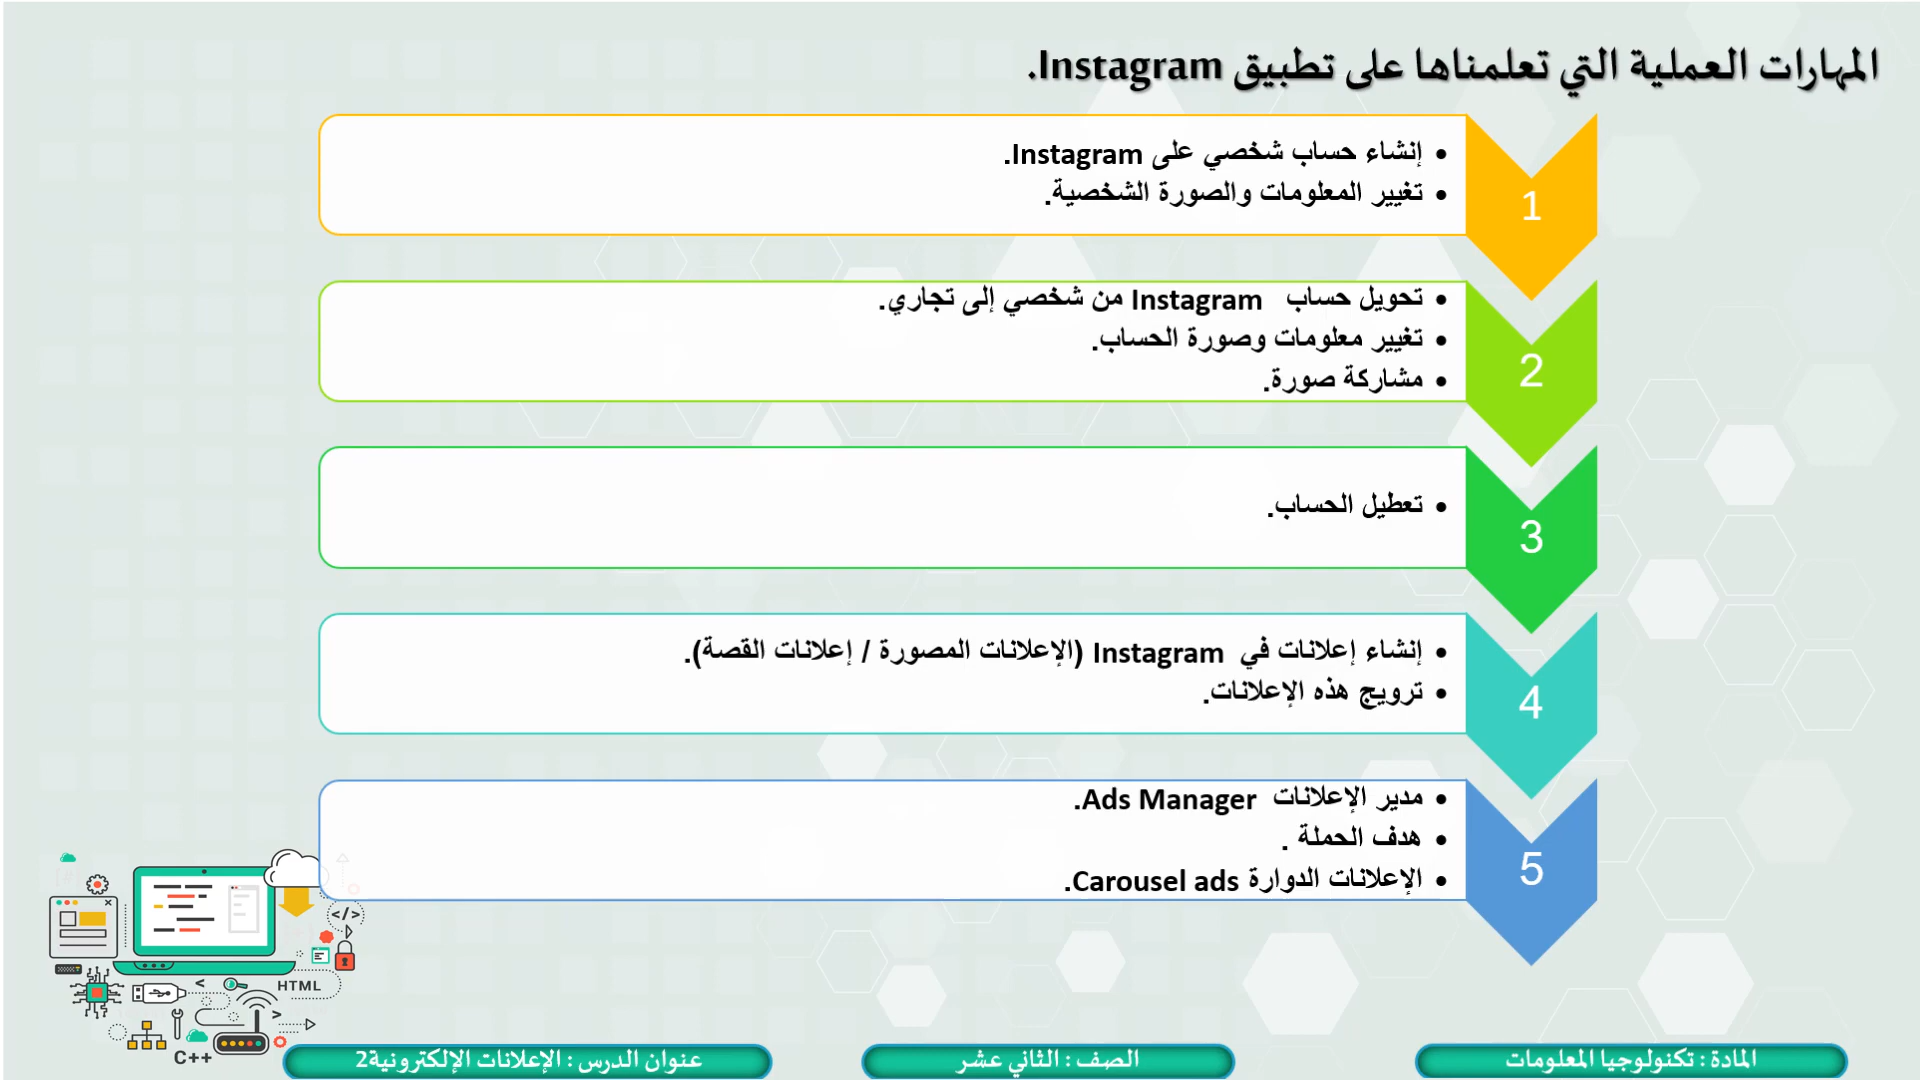 المهارات العملية التي تعلمناها على تطبيق Instagram.
1
• إنشاء حساب شخصي على Instagram.
• تغيير المعلومات والصورة الشخصية.
2
• تحويل حساب Instagram من شخصي إلى تجاري.
• تغيير معلومات وصورة الحساب.
• مشاركة صورة.
3
• تعطيل الحساب.
4
• إنشاء إعلانات في Instagram (الإعلانات المصورة / إعلانات القصة).
• ترويج هذه الإعلانات.
5
• مدير الإعلانات Ads Manager.
• هدف الحملة .
• الإعلانات الدوارة Carousel ads.
</>
HTML
C++
المادة : تكنولوجيا المعلومات
الصف : الثاني عشر
عنوان الدرس : الإعلانات الإلكترونية2